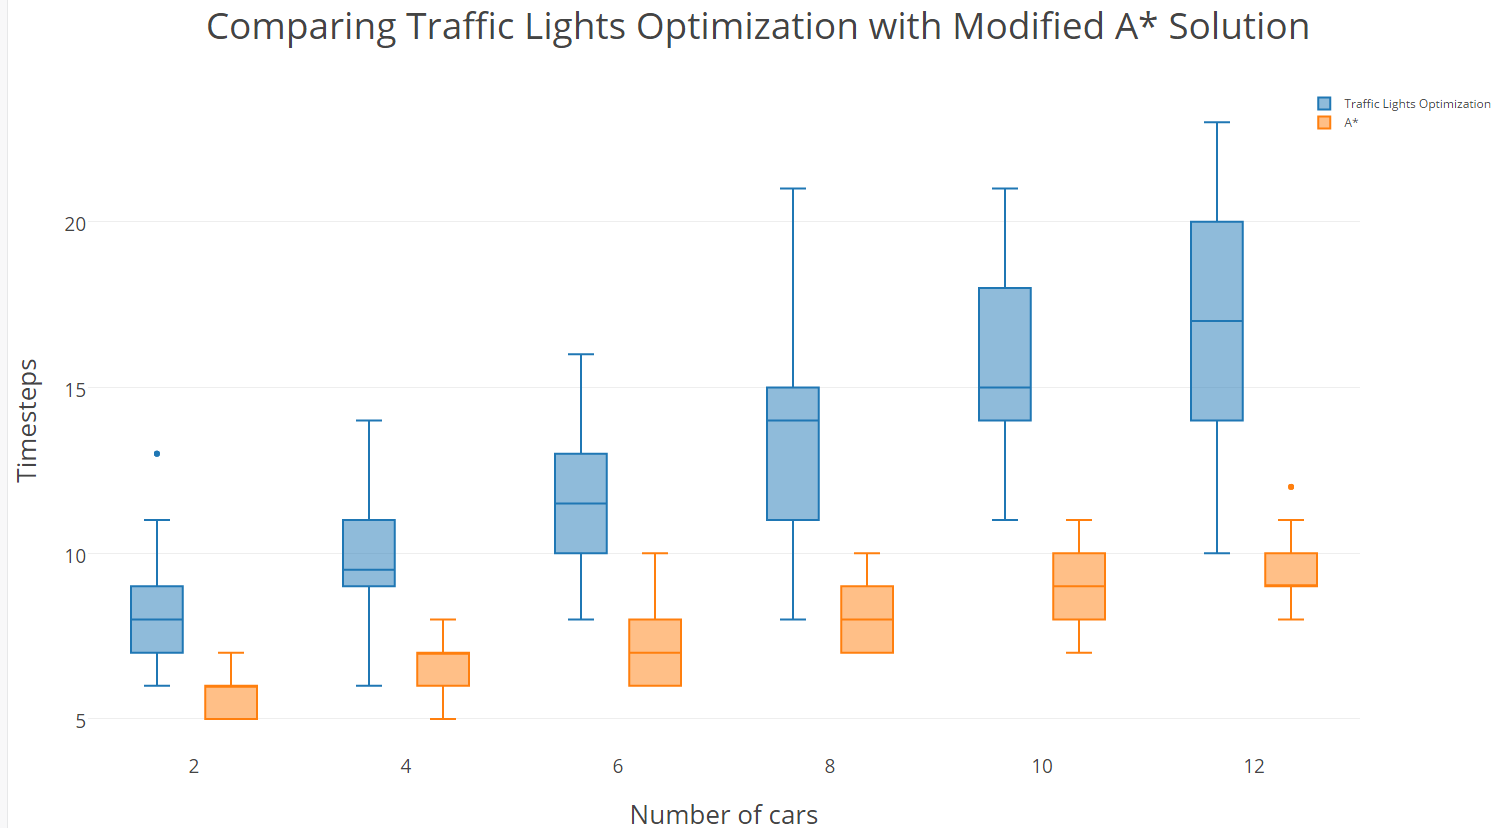 Comparing Traffic Lights Optimization with Modified A* Solution
Traffic Lights Optimization
A*
20
15
10
5
Timesteps
2 4 6 8 10 12
Number of cars